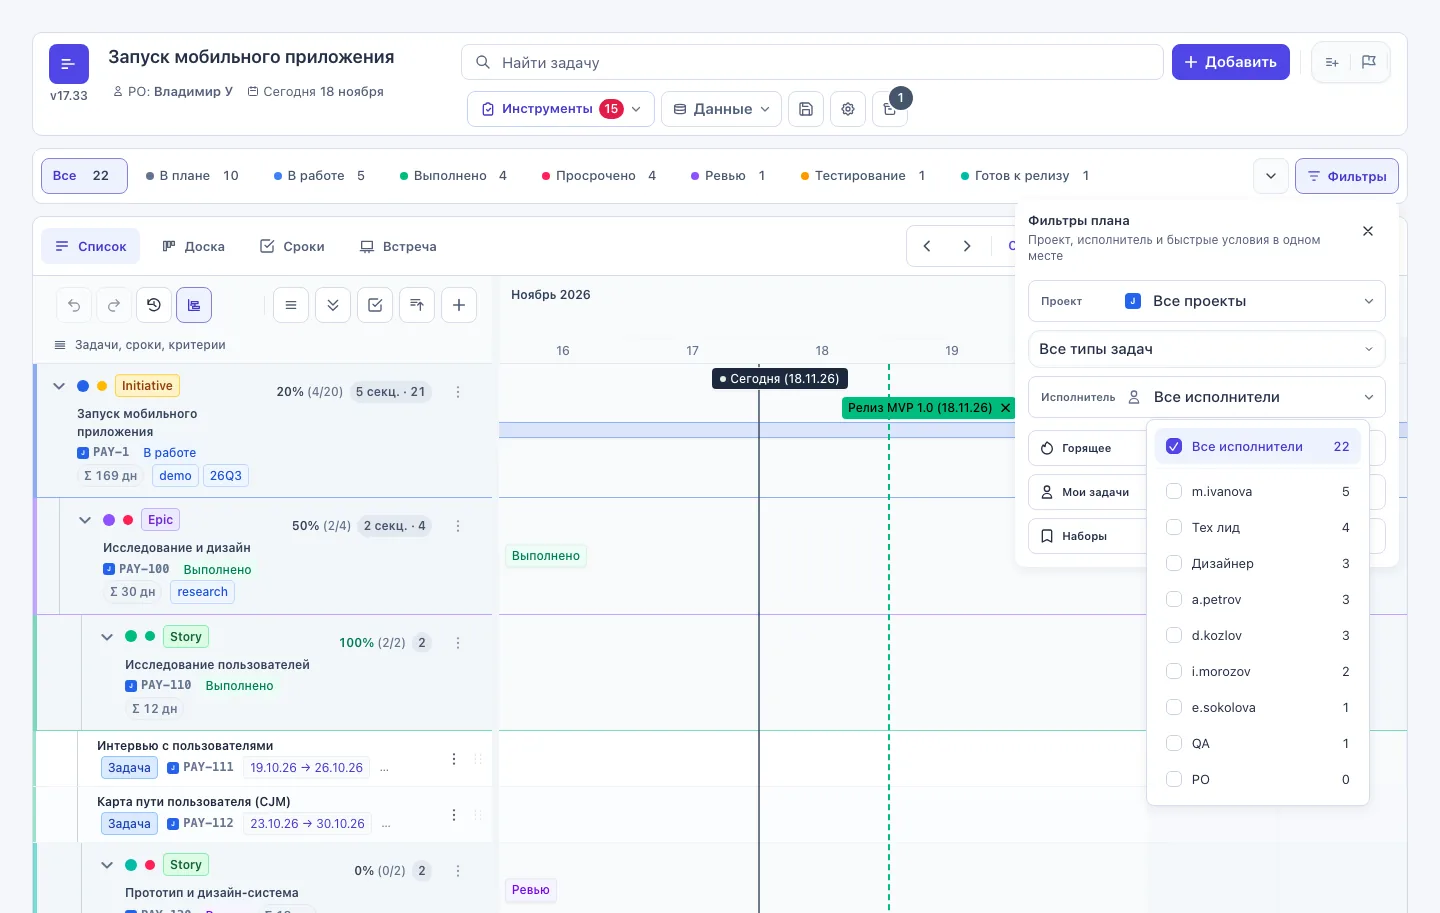 Запуск мобильного приложения
v17.33
PO: Владимир У
Сегодня 18 ноября
Найти задачу
Добавить
Инструменты 15
Данные
1
Все 22
В плане 10
В работе 5
Выполнено 4
Просрочено 4
Ревью 1
Тестирование 1
Готов к релизу 1
Фильтры
Список
Доска
Сроки
Встреча
Задачи, сроки, критерии
Ноябрь 2026
16 17 18 19
Сегодня (18.11.26)
Релиз MVP 1.0 (18.11.26)
Initiative
20% (4/20) 5 секц. · 21
Запуск мобильного
приложения
PAY-1 В работе
Σ 169 дн demo 26Q3
Epic
50% (2/4) 2 секц. · 4
Исследование и дизайн
PAY-100 Выполнено
Σ 30 дн research
Выполнено
Story
100% (2/2) 2
Исследование пользователей
PAY-110 Выполнено
Σ 12 дн
Интервью с пользователями
Задача PAY-111 19.10.26 → 26.10.26 ...
Карта пути пользователя (CJM)
Задача PAY-112 23.10.26 → 30.10.26 ...
Story
0% (0/2) 2
Прототип и дизайн-система
Ревью
Фильтры плана
Проект, исполнитель и быстрые условия в одном
месте
Проект J Все проекты
Все типы задач
Исполнитель Все исполнители
Горящее
Мои задачи
Наборы
Все исполнители 22
m.ivanova 5
Тех лид 4
Дизайнер 3
a.petrov 3
d.kozlov 3
i.morozov 2
e.sokolova 1
QA 1
PO 0